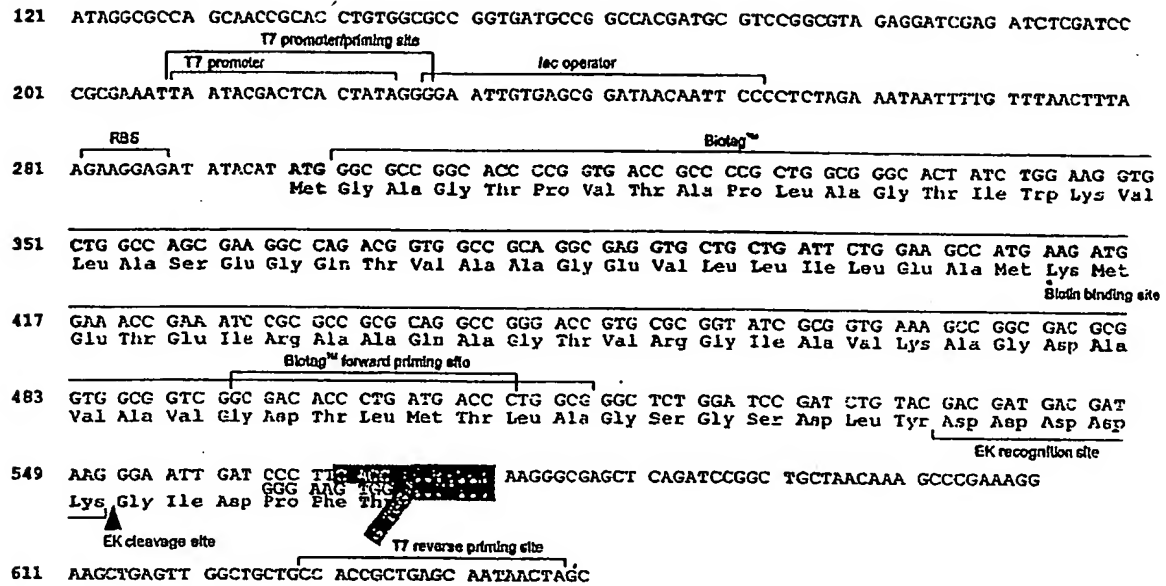 121 ATAGGCGCCA GCAACCGCAC CTGTGGCGCC GGTGATGCCG GCCACGATGC GTCCGGCGTA GAGGATCGAG ATCTCGATCC
T7 promoter/priming site
T7 promoter
lac operator
201 CGCGAAATTA ATACGACTCA CTATAGGGGA ATTGTGAGCG GATAACAATT CCCCTCTAGA AATAATTTTG TTTAACTTTA
RBS
Biotag™
281 AGAAGGAGAT ATACAT ATG GGC GCC GGC ACC CCG GTG ACC GCC CCG CTG GCG GGC ACT ATC TGG AAG GTG
Met Gly Ala Gly Thr Pro Val Thr Ala Pro Leu Ala Gly Thr Ile Trp Lys Val
351 CTG GCC AGC GAA GGC CAG ACG GTG GCC GCA GGC GAG GTG CTG CTG ATT CTG GAA GCC ATG AAG ATG
Leu Ala Ser Glu Gly Gln Thr Val Ala Ala Gly Glu Val Leu Leu Ile Leu Glu Ala Met Lys Met
Biotin binding site
417 GAA ACC GAA ATC CGC GCC GCG CAG GCC GGG ACC GTG CGC GGT ATC GCG GTG AAA GCC GGC GAC GCG
Glu Thr Glu Ile Arg Ala Ala Gln Ala Gly Thr Val Arg Gly Ile Ala Val Lys Ala Gly Asp Ala
Biotag™ forward priming site
483 GTG GCG GTC GGC GAC ACC CTG ATG ACC CTG GCG GGC TCT GGA TCC GAT CTG TAC GAC GAT GAC GAT
Val Ala Val Gly Asp Thr Leu Met Thr Leu Ala Gly Ser Gly Ser Asp Leu Tyr Asp Asp Asp Asp
EK recognition site
549 AAG GGA ATT GAT CCC TT AAGGGCGAGCT CAGATCCGGC TGCTAACAAA GCCCGAAAGG
GGG AAG TGG
Lys Gly Ile Asp Pro Phe Thr
EK cleavage site
T7 reverse priming site
611 AAGCTGAGTT GGCTGCTGCC ACCGCTGAGC AATAACTAGC